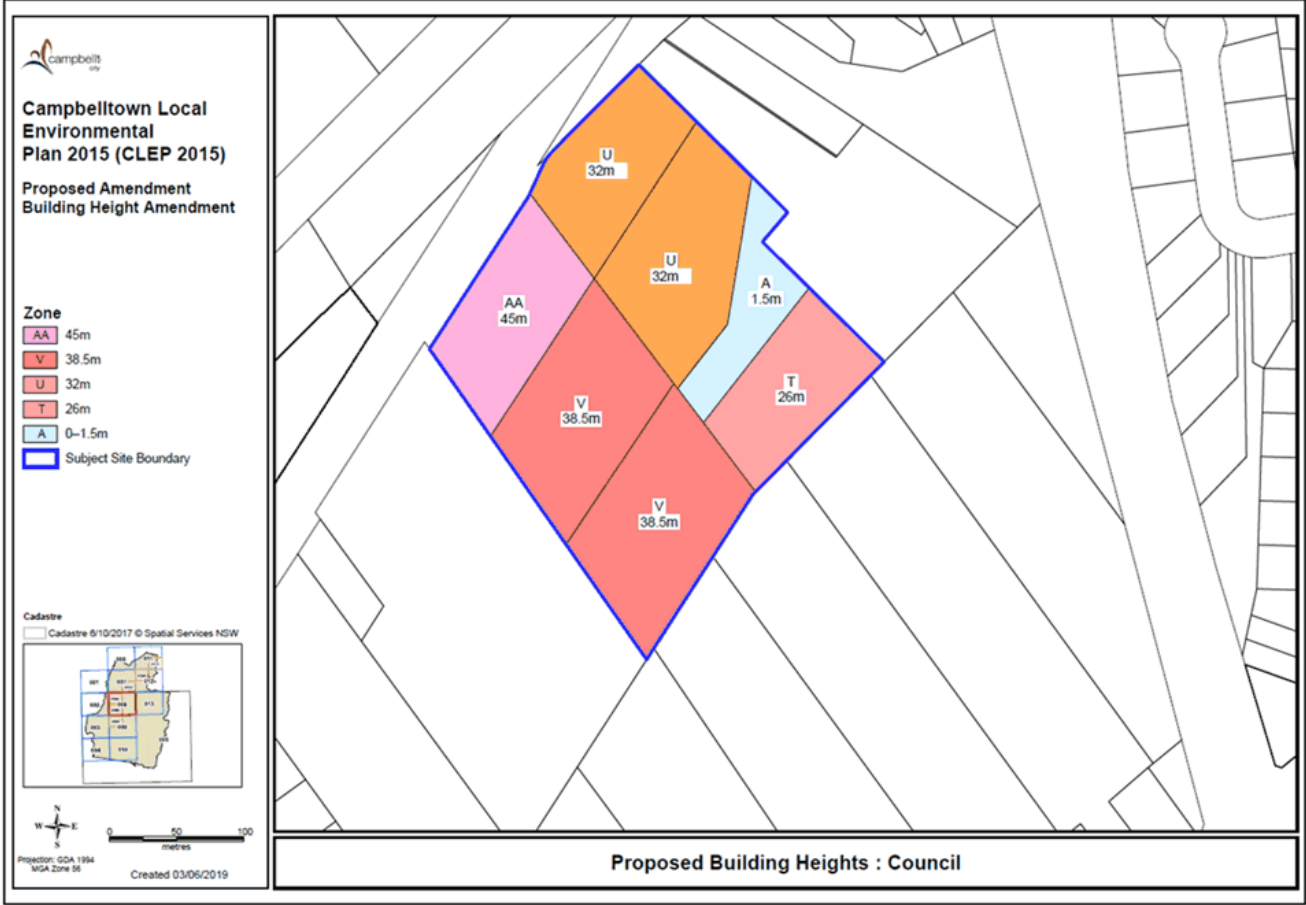 campbellt
city
Campbelltown Local
Environmental
Plan 2015 (CLEP 2015)
Proposed Amendment
Building Height Amendment
Zone
AA 45m
V 38.5m
U 32m
T 26m
A 0–1.5m
Subject Site Boundary
Cadastre
Cadastre 6/10/2017 © Spatial Services NSW
N
W E
S
0 50 100
metres
Projection: GDA 1994
MGA Zone 56
Created 03/06/2019
U
32m
U
32m
A
1.5m
AA
45m
T
26m
V
38.5m
V
38.5m
Proposed Building Heights : Council